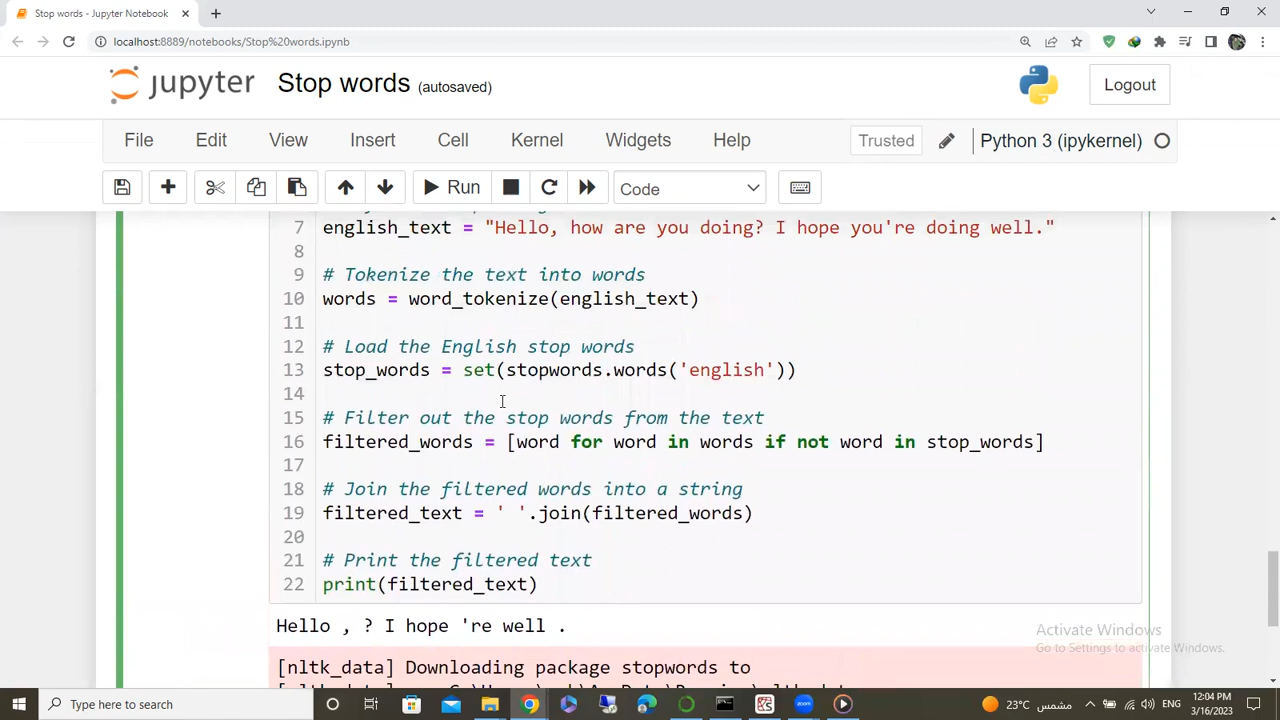 Stop words - Jupyter Notebook
localhost:8889/notebooks/Stop%20words.ipynb
jupyter Stop words (autosaved) Logout
File Edit View Insert Cell Kernel Widgets Help Trusted Python 3 (ipykernel)
Run Code
7 english_text = "Hello, how are you doing? I hope you're doing well."
8
9 # Tokenize the text into words
10 words = word_tokenize(english_text)
11
12 # Load the English stop words
13 stop_words = set(stopwords.words('english'))
14
15 # Filter out the stop words from the text
16 filtered_words = [word for word in words if not word in stop_words]
17
18 # Join the filtered words into a string
19 filtered_text = ' '.join(filtered_words)
20
21 # Print the filtered text
22 print(filtered_text)
Hello , ? I hope 're well .
[nltk_data] Downloading package stopwords to
Activate Windows
Go to Settings to activate Windows.
Type here to search
23°C مشمس
12:04 PM
3/16/2023